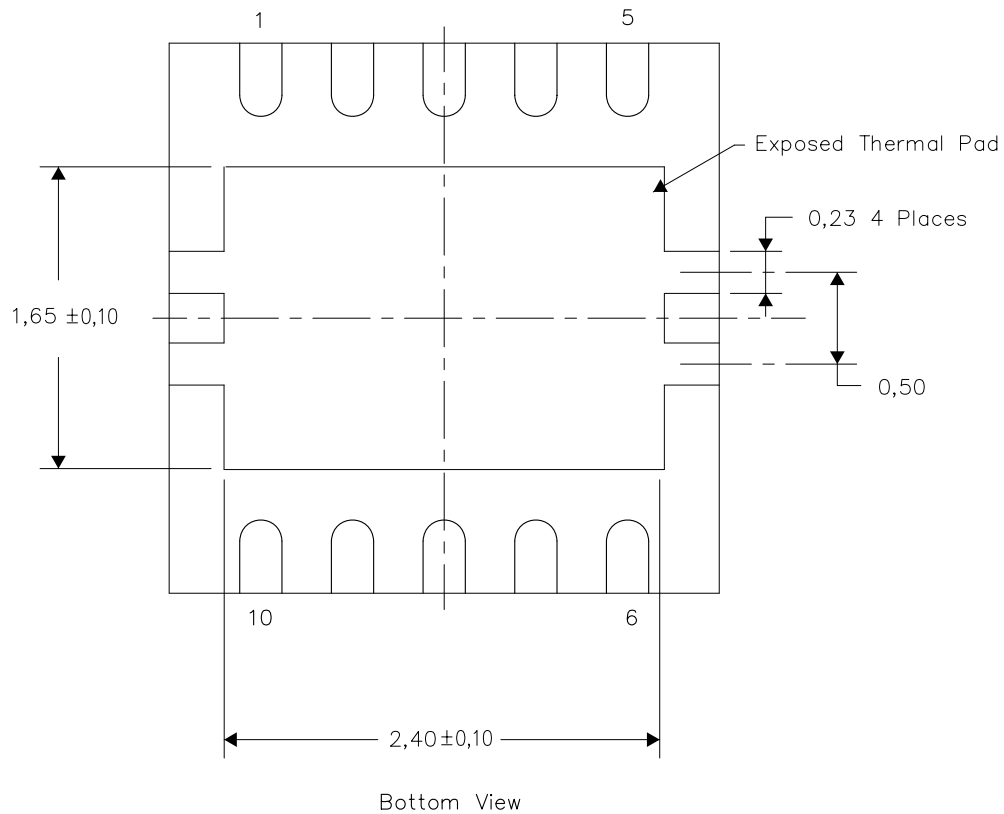 1
5
Exposed Thermal Pad
0,23 4 Places
1,65 ±0,10
0,50
10
6
2,40±0,10
Bottom View